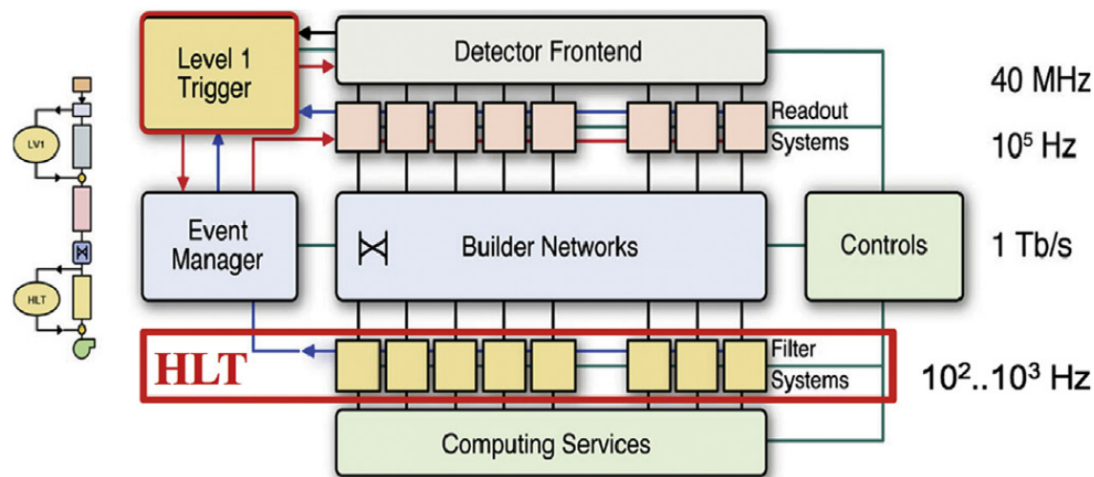 Level 1
Trigger
Detector Frontend
40 MHz
Readout
Systems
10⁵ Hz
LV1
Event
Manager
Builder Networks
Controls
1 Tb/s
HLT
HLT
Filter
Systems
10²..10³ Hz
Computing Services